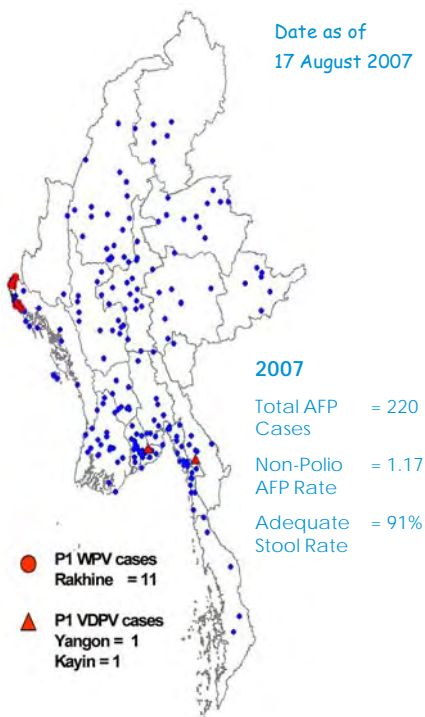 Date as of
17 August 2007
2007
Total AFP = 220
Cases
Non-Polio = 1.17
AFP Rate
Adequate = 91%
Stool Rate
P1 WPV cases
Rakhine = 11
P1 VDPV cases
Yangon = 1
Kayin = 1